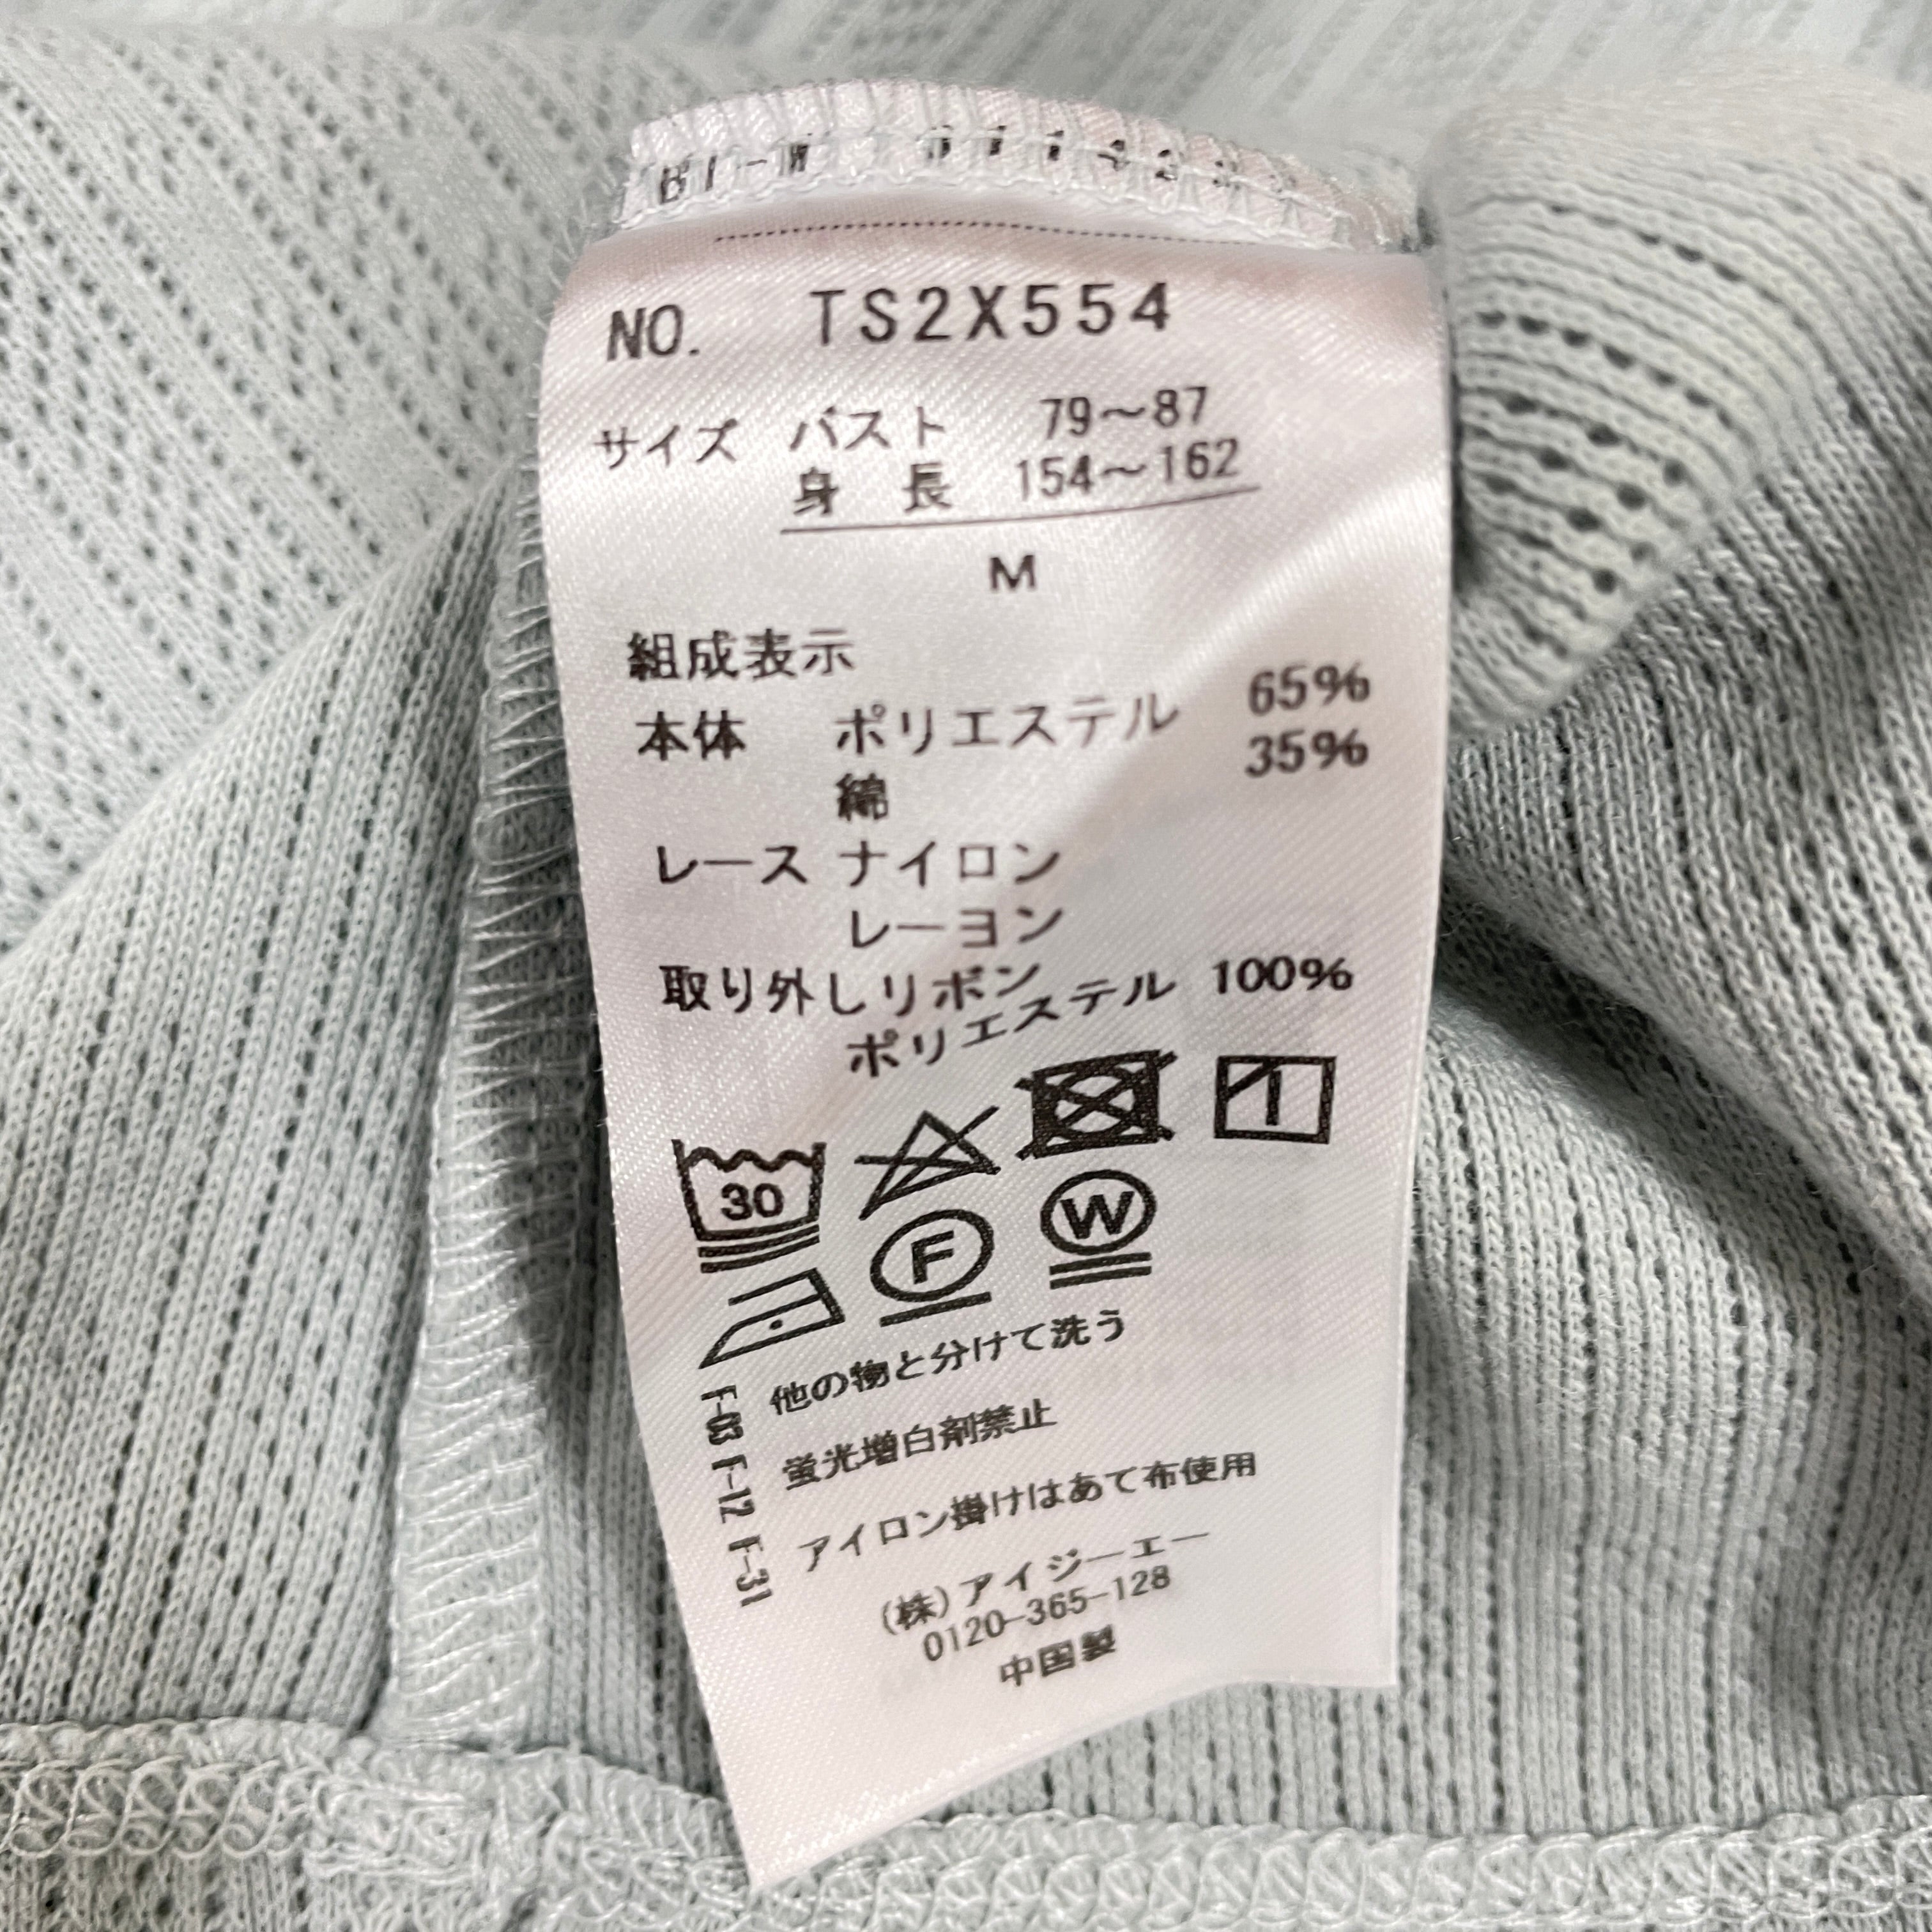 NO. TS2X554
サイズ バスト 79～87
身 長 154～162
M
組成表示
本体 ポリエステル 65%
綿 35%
レース ナイロン
レーヨン
取り外しリボン
ポリエステル 100%
30
F
W
他の物と分けて洗う
蛍光増白剤禁止
アイロン掛けはあて布使用
F-03 F-12 F-31
(株)アイジーエー
0120-365-128
中国製